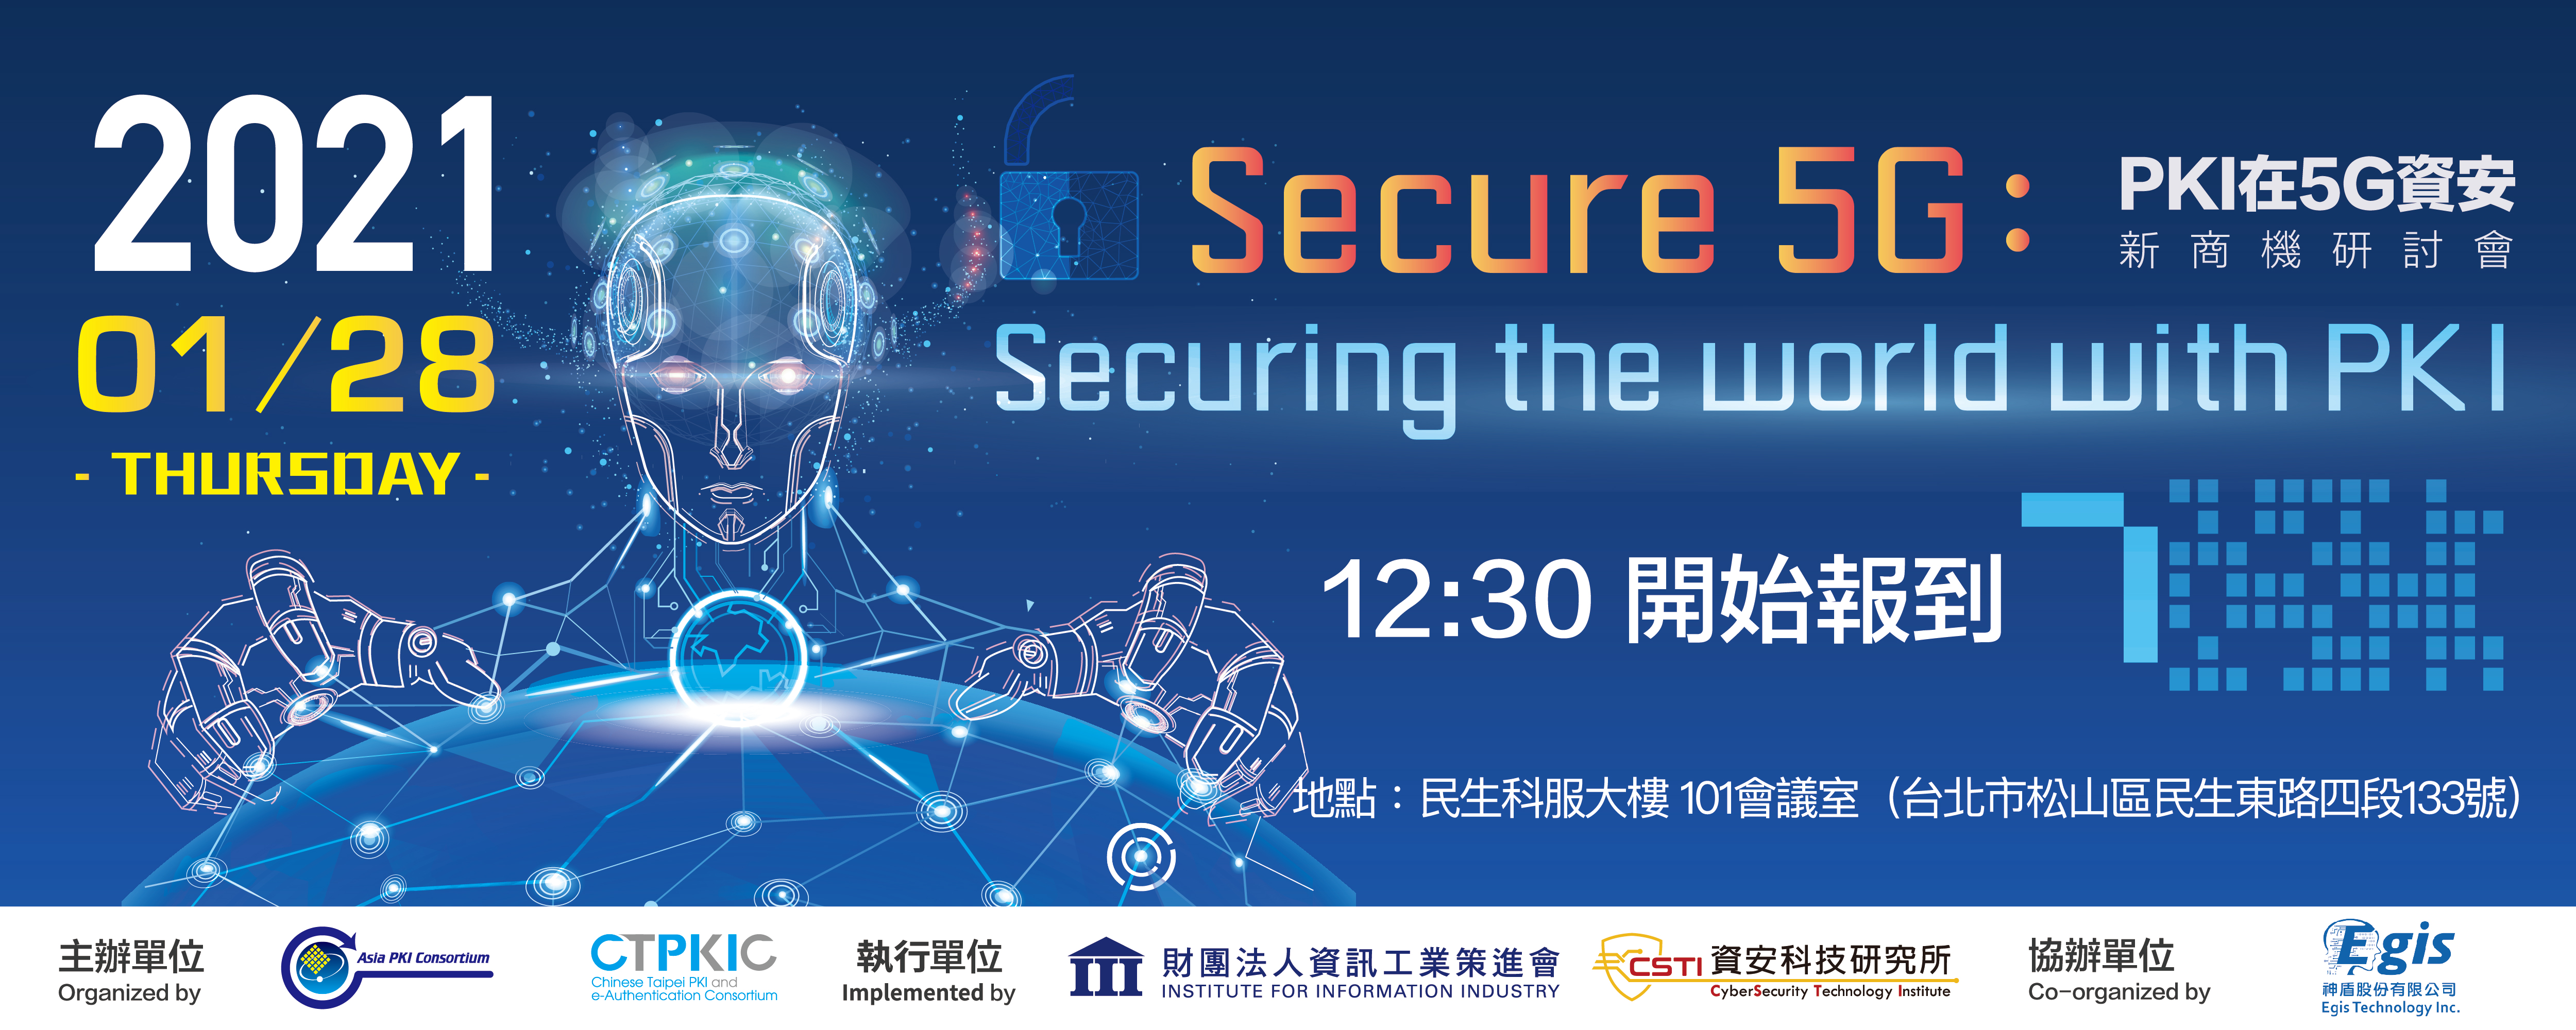 2021
01/28
- THURSDAY -
Secure 5G:
PKI在5G資安
新商機研討會
Securing the world with PKI
12:30 開始報到
地點：民生科服大樓 101會議室（台北市松山區民生東路四段133號）
主辦單位
Organized by
Asia PKI Consortium
CTPKIC
Chinese Taipei PKI and
e-Authentication Consortium
執行單位
Implemented by
財團法人資訊工業策進會
INSTITUTE FOR INFORMATION INDUSTRY
CSTI 資安科技研究所
CyberSecurity Technology Institute
協辦單位
Co-organized by
Egis
神盾股份有限公司
Egis Technology Inc.